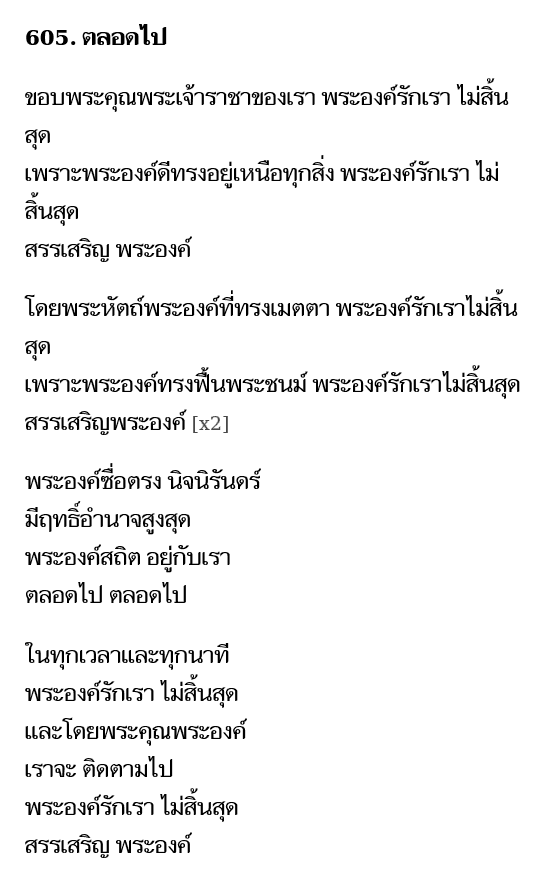 605. ตลอดไป
ขอบพระคุณพระเจ้าราชาของเรา พระองค์รักเรา ไม่สิ้น
สุด
เพราะพระองค์ดีทรงอยู่เหนือทุกสิ่ง พระองค์รักเรา ไม่
สิ้นสุด
สรรเสริญ พระองค์
โดยพระหัตถ์พระองค์ที่ทรงเมตตา พระองค์รักเราไม่สิ้น
สุด
เพราะพระองค์ทรงฟื้นพระชนม์ พระองค์รักเราไม่สิ้นสุด
สรรเสริญพระองค์ [x2]
พระองค์ซื่อตรง นิจนิรันดร์
มีฤทธิ์อำนาจสูงสุด
พระองค์สถิต อยู่กับเรา
ตลอดไป ตลอดไป
ในทุกเวลาและทุกนาที
พระองค์รักเรา ไม่สิ้นสุด
และโดยพระคุณพระองค์
เราจะ ติดตามไป
พระองค์รักเรา ไม่สิ้นสุด
สรรเสริญ พระองค์